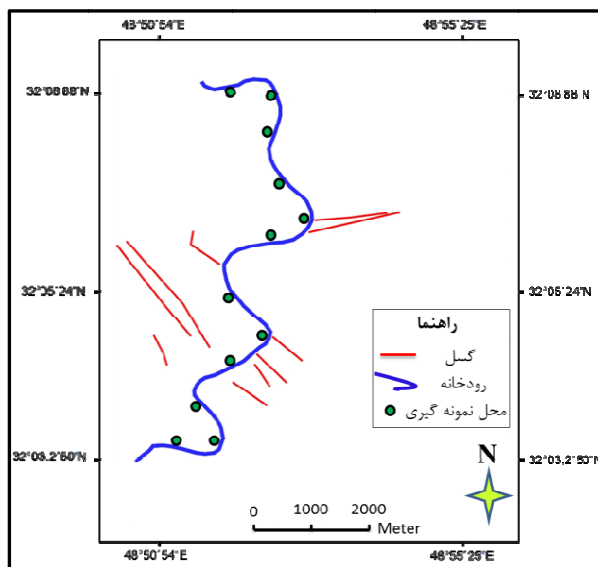 48°50'54"E 48°55'25"E
32°08'88"N 32°08'88"N
32°05'24"N 32°05'24"N
راهنما
گسل
رودخانه
محل نمونه گیری
32°03,2"50"N N 32°03,2"50"N
0 1000 2000
Meter
48°50'54"E 48°55'25"E